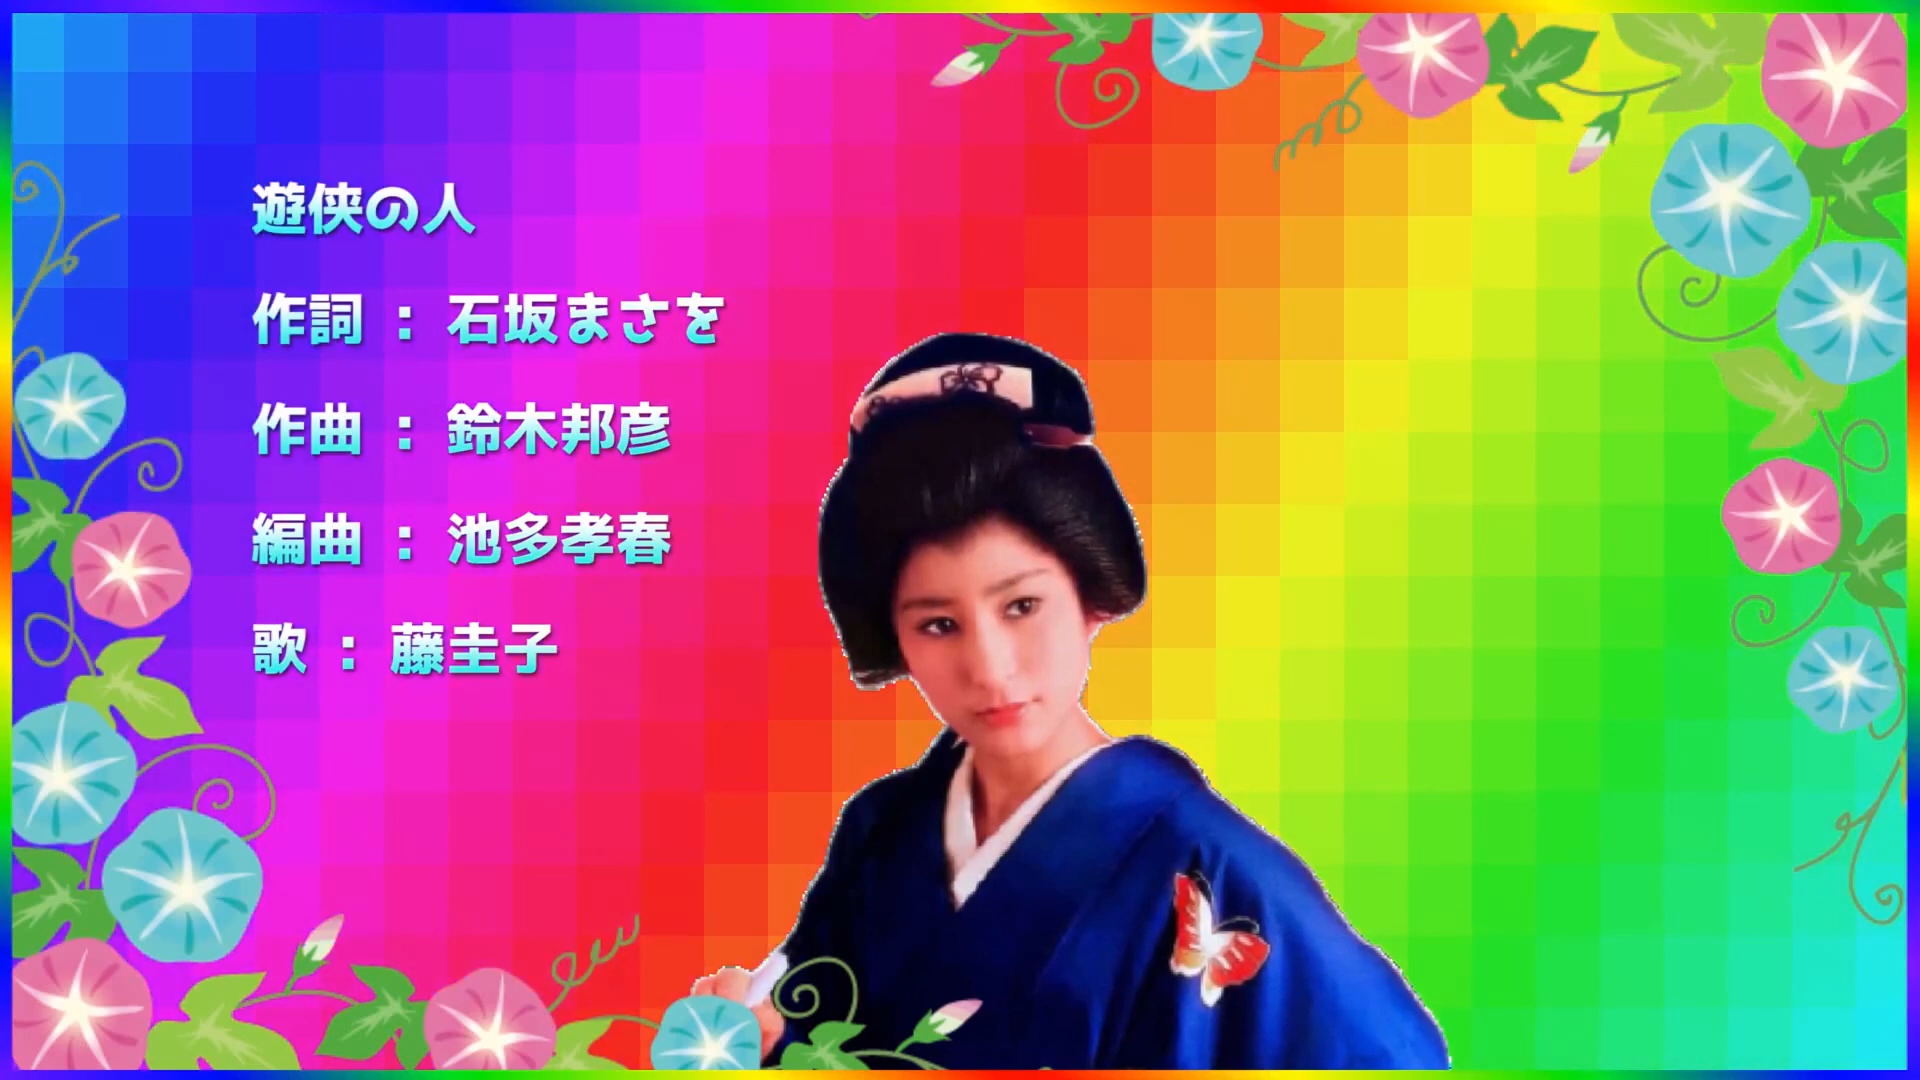 遊侠の人
作詞 : 石坂まさを
作曲 : 鈴木邦彦
編曲 : 池多孝春
歌 : 藤圭子